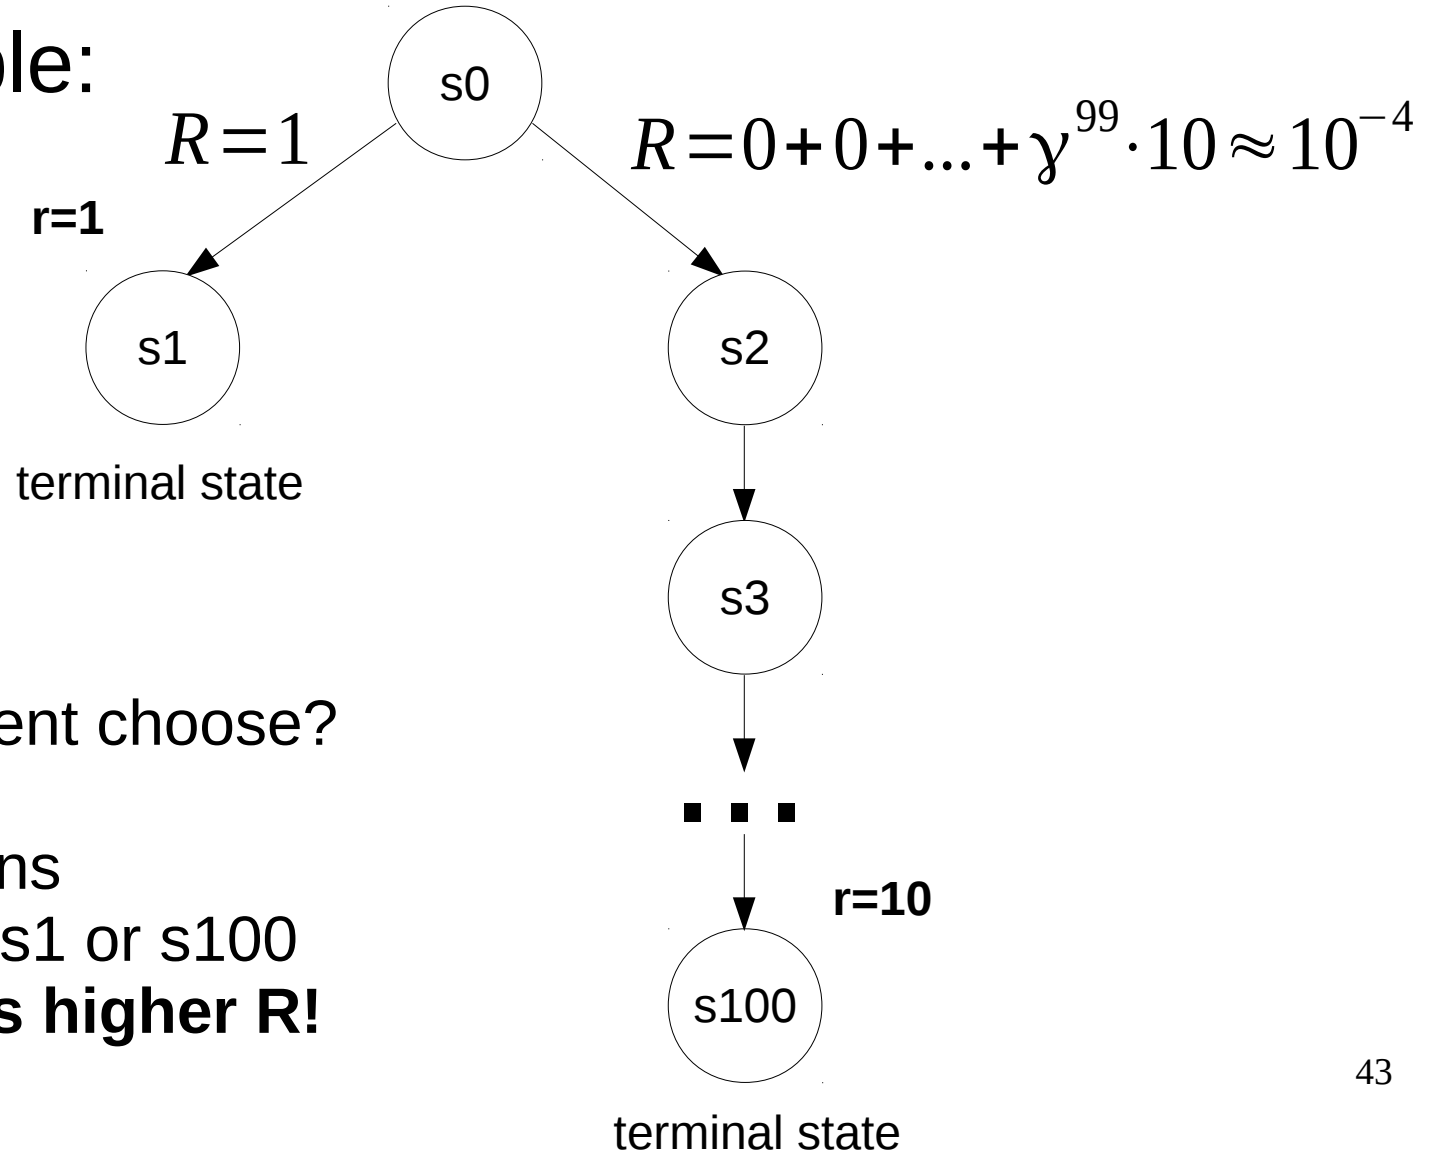 ple:
s0
R=1
R=0+0+...+γ^99·10≈10^−4
r=1
s1
s2
terminal state
s3
ent choose?
...
ns
r=10
s1 or s100
s higher R!
s100
43
terminal state